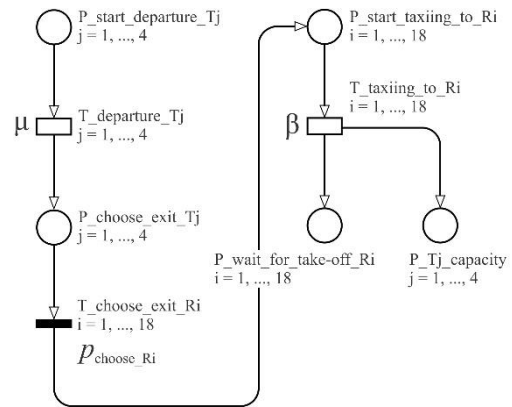 P_start_departure_Tj
j = 1, ..., 4
μ
T_departure_Tj
j = 1, ..., 4
P_choose_exit_Tj
j = 1, ..., 4
T_choose_exit_Ri
i = 1, ..., 18
p choose_Ri
P_start_taxiing_to_Ri
i = 1, ..., 18
T_taxiing_to_Ri
i = 1, ..., 18
β
P_wait_for_take-off_Ri
i = 1, ..., 18
P_Tj_capacity
j = 1, ..., 4